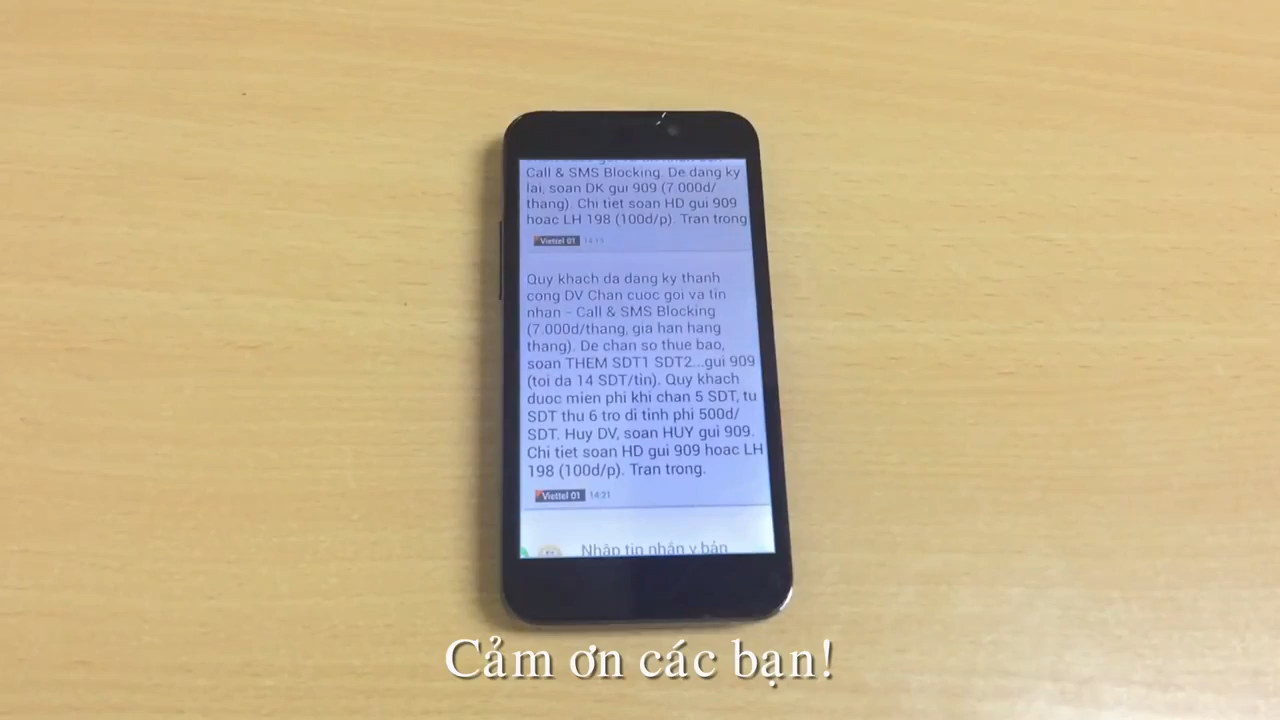 Call & SMS Blocking. De dang ky
lai, soan DK gui 909 (7.000d/
thang). Chi tiet soan HD gui 909
hoac LH 198 (100d/p). Tran trong
Viettel 01
Quy khach da dang ky thanh
cong DV Chan cuoc goi va tin
nhan - Call & SMS Blocking
(7.000d/thang, gia han hang
thang). De chan so thue bao,
soan THEM SDT1 SDT2...gui 909
(toi da 14 SDT/tin). Quy khach
duoc mien phi khi chan 5 SDT, tu
SDT thu 6 tro di tinh phi 500d/
SDT. Huy DV, soan HUY gui 909.
Chi tiet soan HD gui 909 hoac LH
198 (100d/p). Tran trong.
Viettel 01 14:21
Nhập tin nhắn v bản
Cảm ơn các bạn!